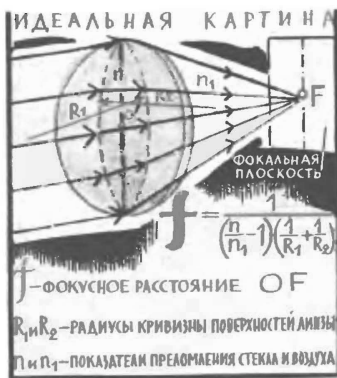 ИДЕАЛЬНАЯ КАРТИНА
n
n₁
R₁
R₂
F
ФОКАЛЬНАЯ
ПЛОСКОСТЬ
f = 1 / ((n/n₁ - 1)(1/R₁ + 1/R₂))
f-ФОКУСНОЕ РАССТОЯНИЕ OF
R₁ и R₂-РАДИУСЫ КРИВИЗНЫ ПОВЕРХНОСТЕЙ ЛИНЗЫ
n и n₁-ПОКАЗАТЕЛИ ПРЕЛОМЛЕНИЯ СТЕКЛА И ВОЗДУХА